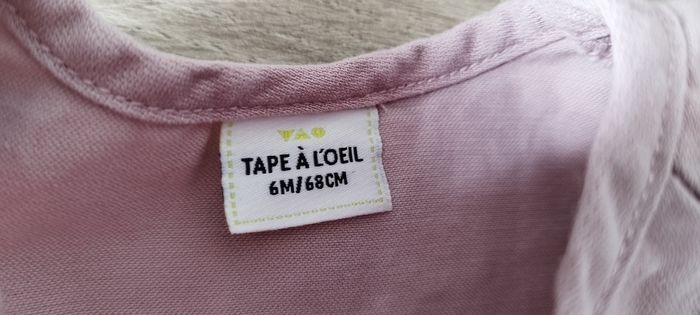 TAO
TAPE À L'OEIL
6M/68CM